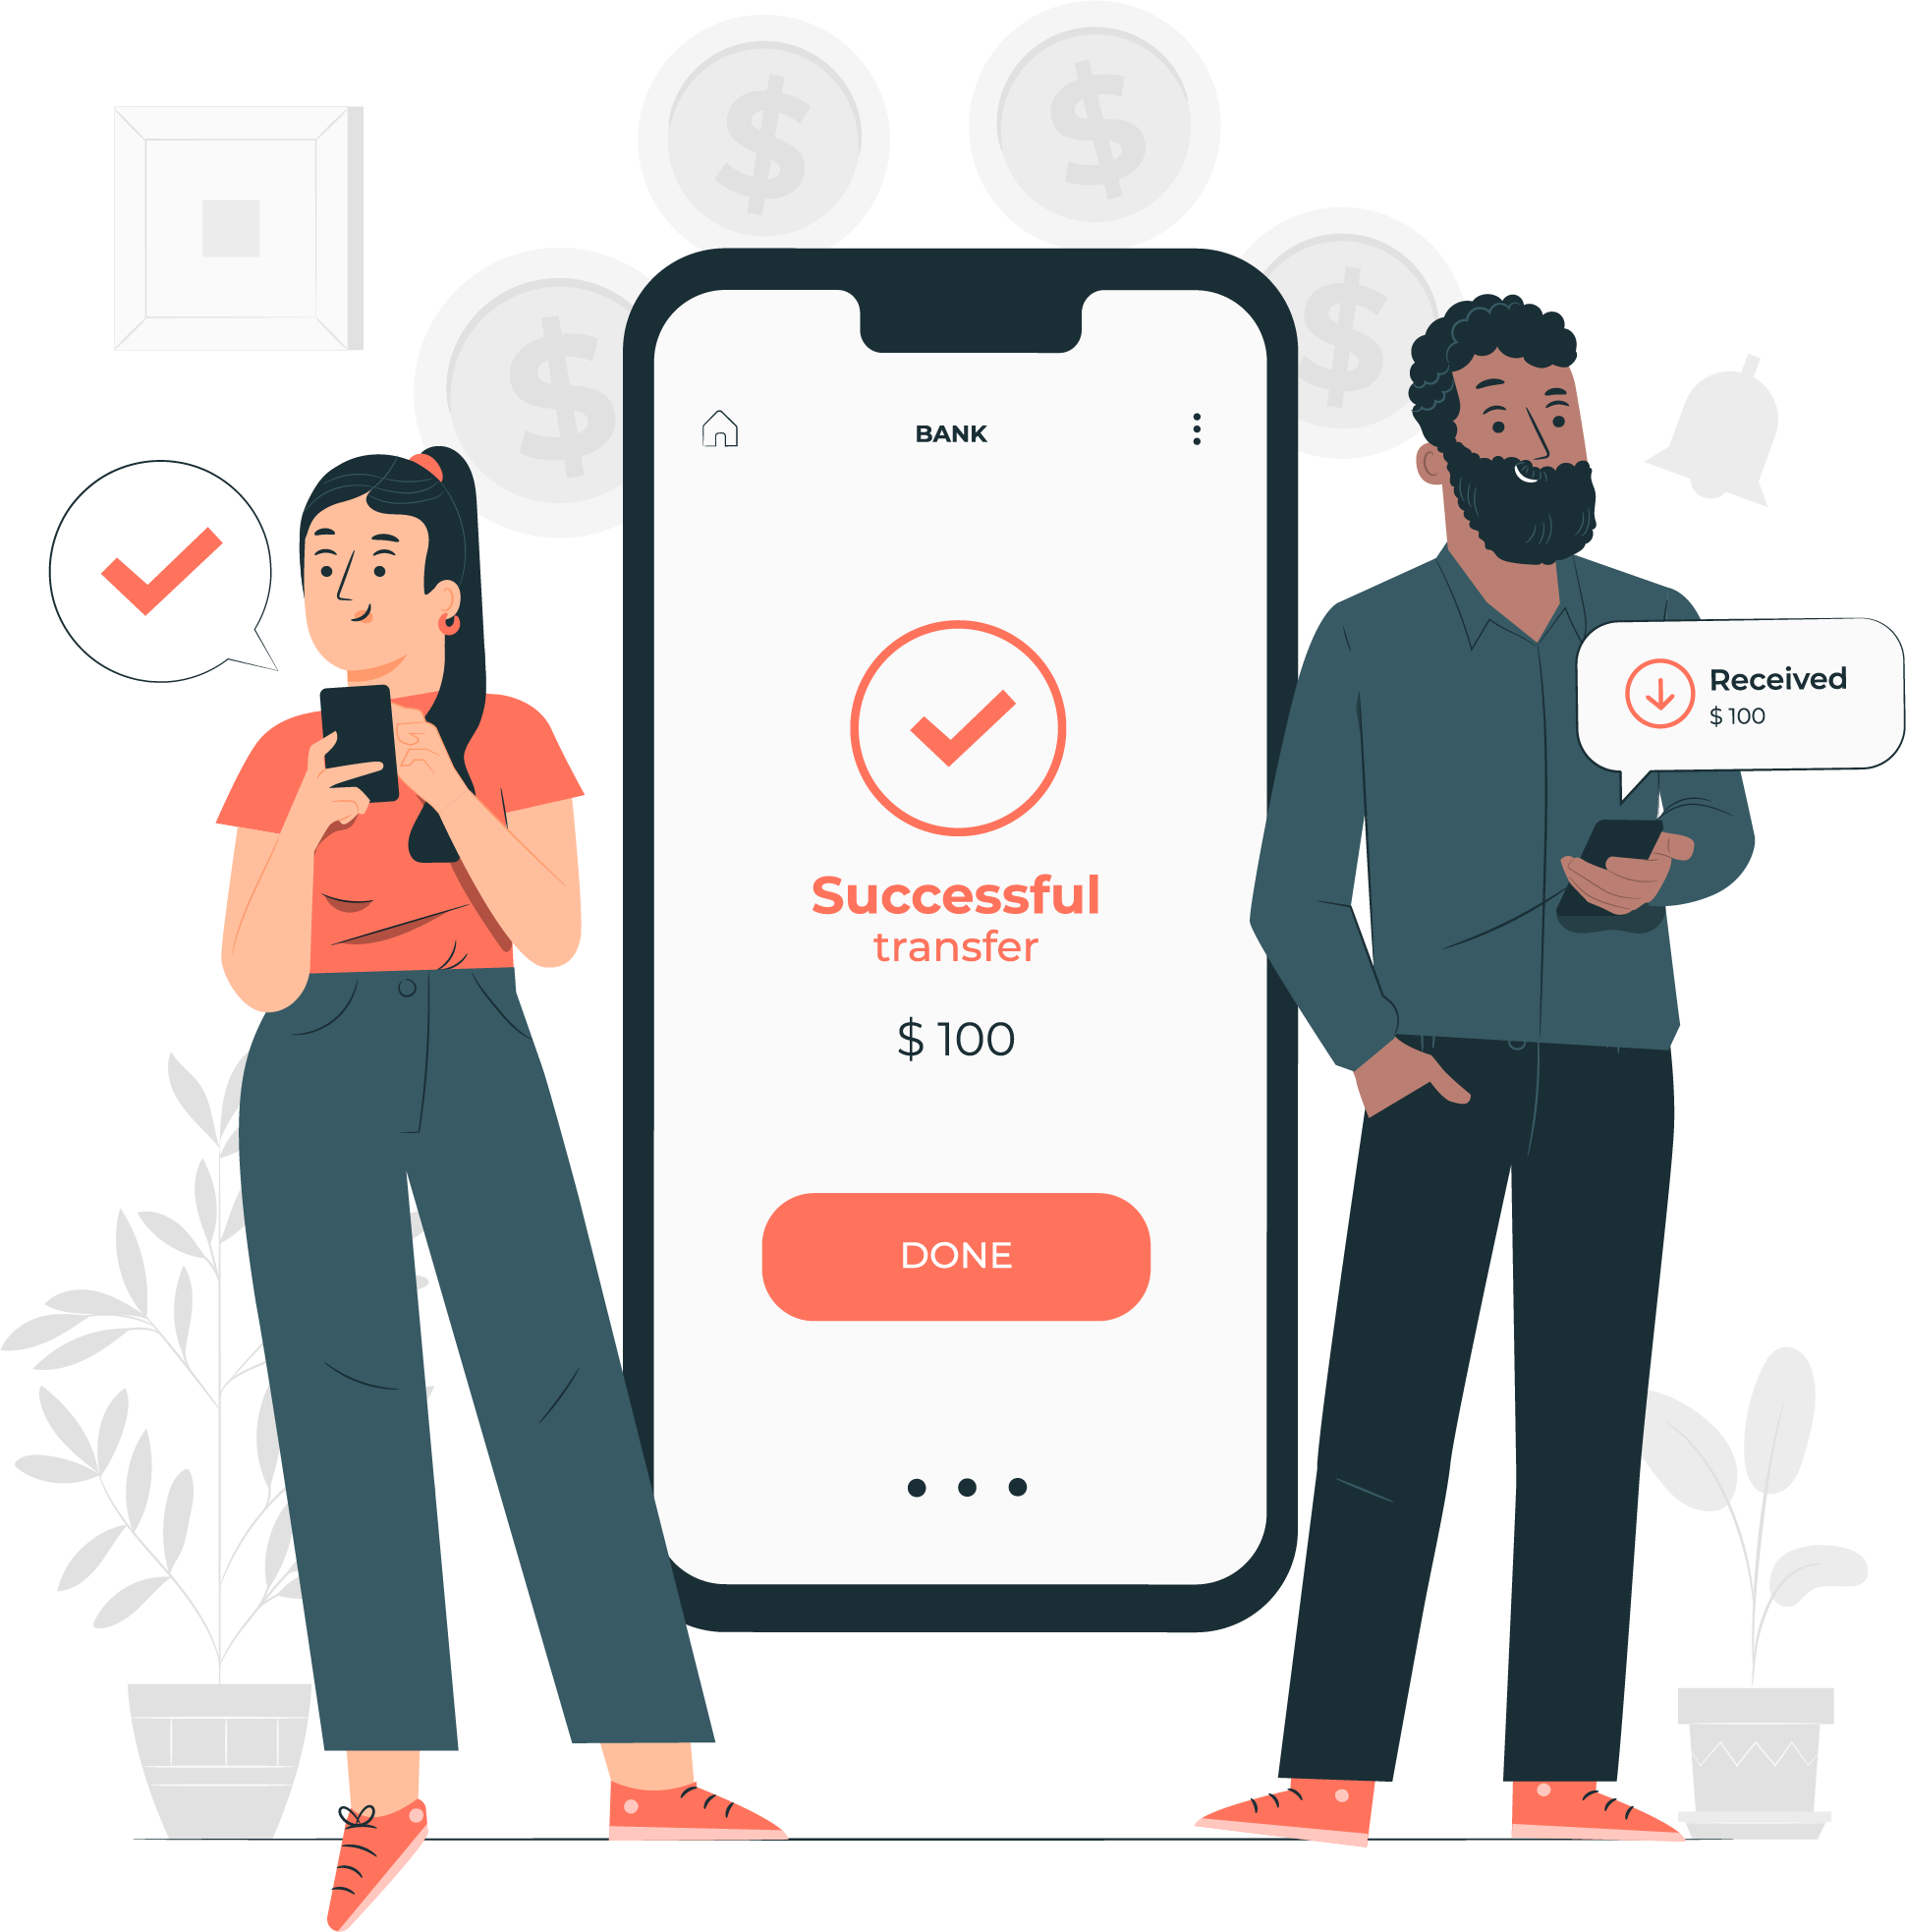 $
$
$
$
BANK
Received
$ 100
Successful
transfer
$ 100
DONE